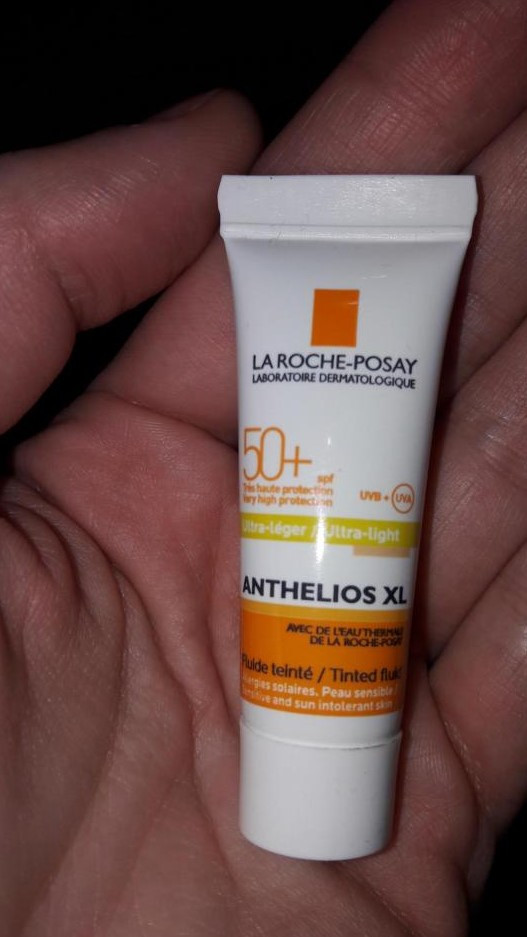 LA ROCHE-POSAY
LABORATOIRE DERMATOLOGIQUE
50+
spf
Très haute protection
Very high protection
UVB + UVA
Ultra-léger / Ultra-light
ANTHELIOS XL
AVEC DE L'EAU THERMALE
DE LA ROCHE-POSAY
fluide teinté / Tinted fluid
solaires. Peau sensible /
and sun intolerant skin